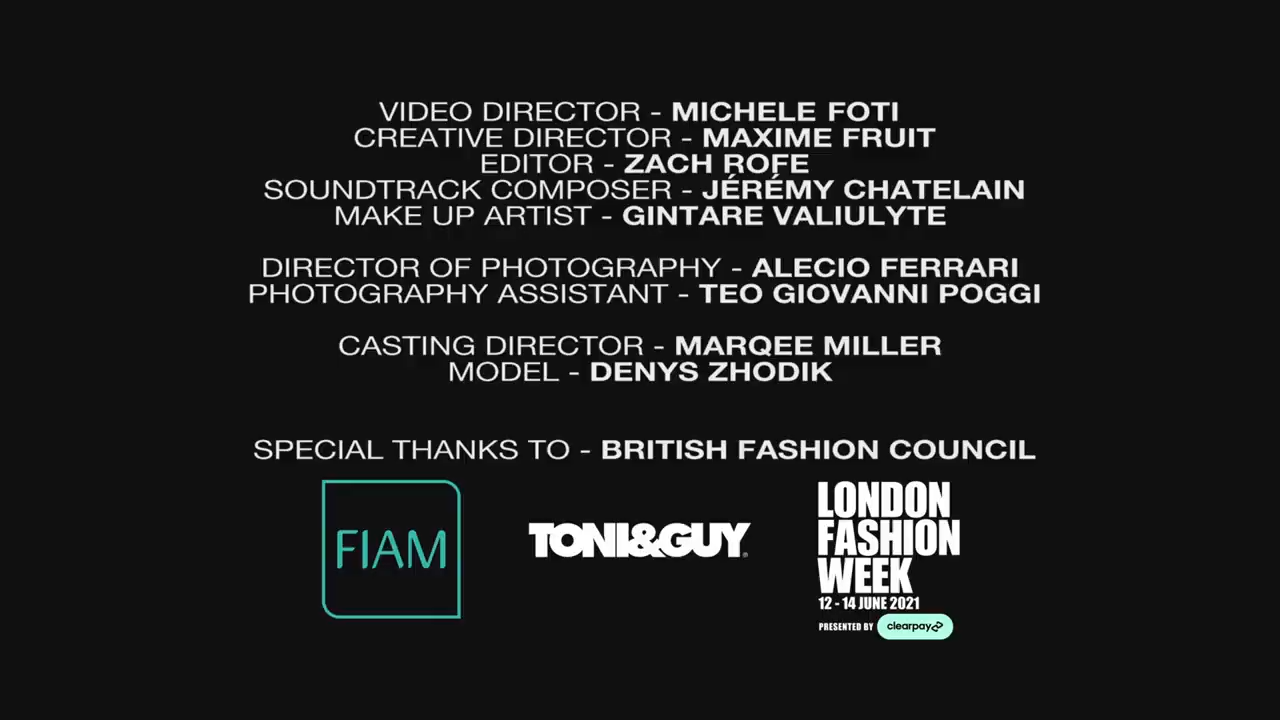 VIDEO DIRECTOR - MICHELE FOTI
CREATIVE DIRECTOR - MAXIME FRUIT
EDITOR - ZACH ROFE
SOUNDTRACK COMPOSER - JÉRÉMY CHATELAIN
MAKE UP ARTIST - GINTARE VALIULYTE
DIRECTOR OF PHOTOGRAPHY - ALECIO FERRARI
PHOTOGRAPHY ASSISTANT - TEO GIOVANNI POGGI
CASTING DIRECTOR - MARQEE MILLER
MODEL - DENYS ZHODIK
SPECIAL THANKS TO - BRITISH FASHION COUNCIL
FIAM
TONI&GUY®
LONDON
FASHION
WEEK
12 - 14 JUNE 2021
PRESENTED BY clearpay